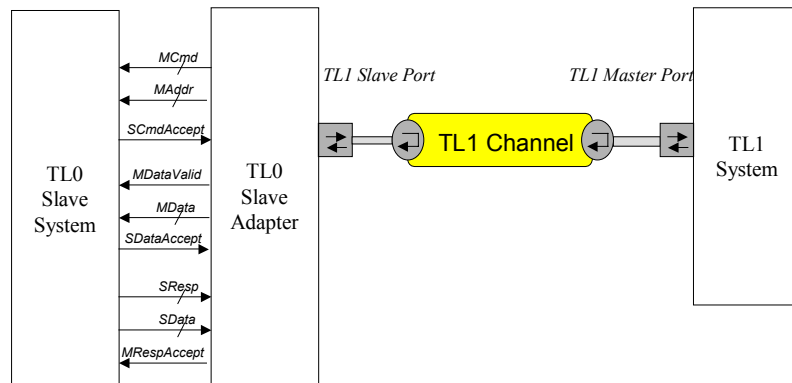 MCmd
MAddr
SCmdAccept
MDataValid
MData
SDataAccept
SResp
SData
MRespAccept
TL0
Slave
System
TL0
Slave
Adapter
TL1 Slave Port
TL1 Channel
TL1 Master Port
TL1
System